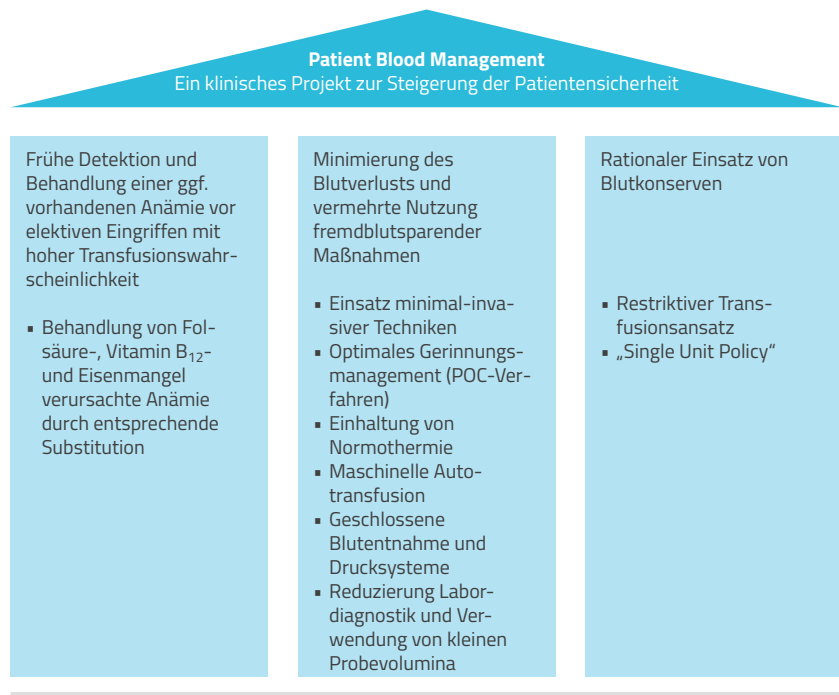 Patient Blood Management
Ein klinisches Projekt zur Steigerung der Patientensicherheit
Frühe Detektion und
Behandlung einer ggf.
vorhandenen Anämie vor
elektiven Eingriffen mit
hoher Transfusionswahr-
scheinlichkeit
▪ Behandlung von Fol-
säure-, Vitamin B₁₂-
und Eisenmangel
verursachte Anämie
durch entsprechende
Substitution
Minimierung des
Blutverlusts und
vermehrte Nutzung
fremdblutsparender
Maßnahmen
▪ Einsatz minimal-inva-
siver Techniken
▪ Optimales Gerinnungs-
management (POC-Ver-
fahren)
▪ Einhaltung von
Normothermie
▪ Maschinelle Auto-
transfusion
▪ Geschlossene
Blutentnahme und
Drucksysteme
▪ Reduzierung Labor-
diagnostik und Ver-
wendung von kleinen
Probevolumina
Rationaler Einsatz von
Blutkonserven
▪ Restriktiver Trans-
fusionsansatz
▪ „Single Unit Policy“